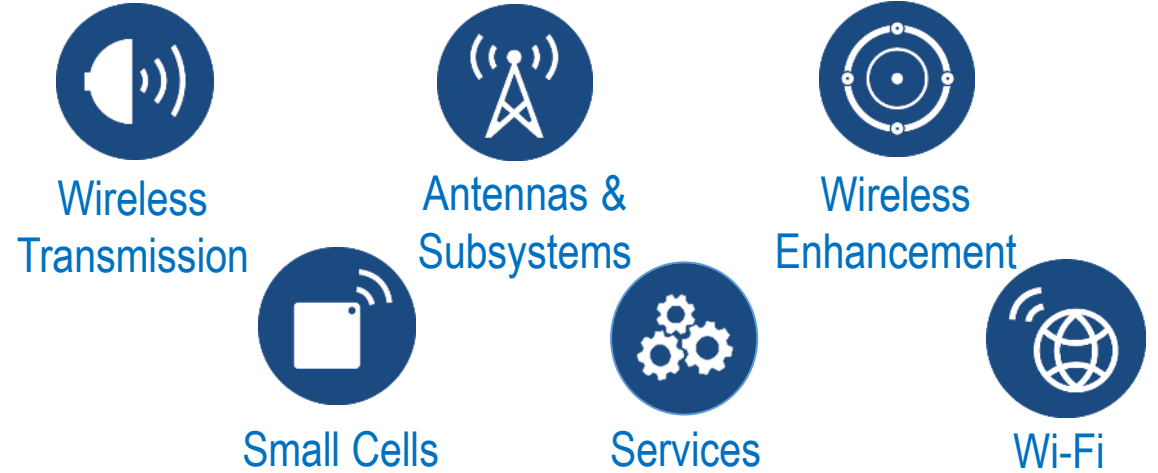 Wireless
Transmission
Antennas &
Subsystems
Wireless
Enhancement
Small Cells
Services
Wi-Fi